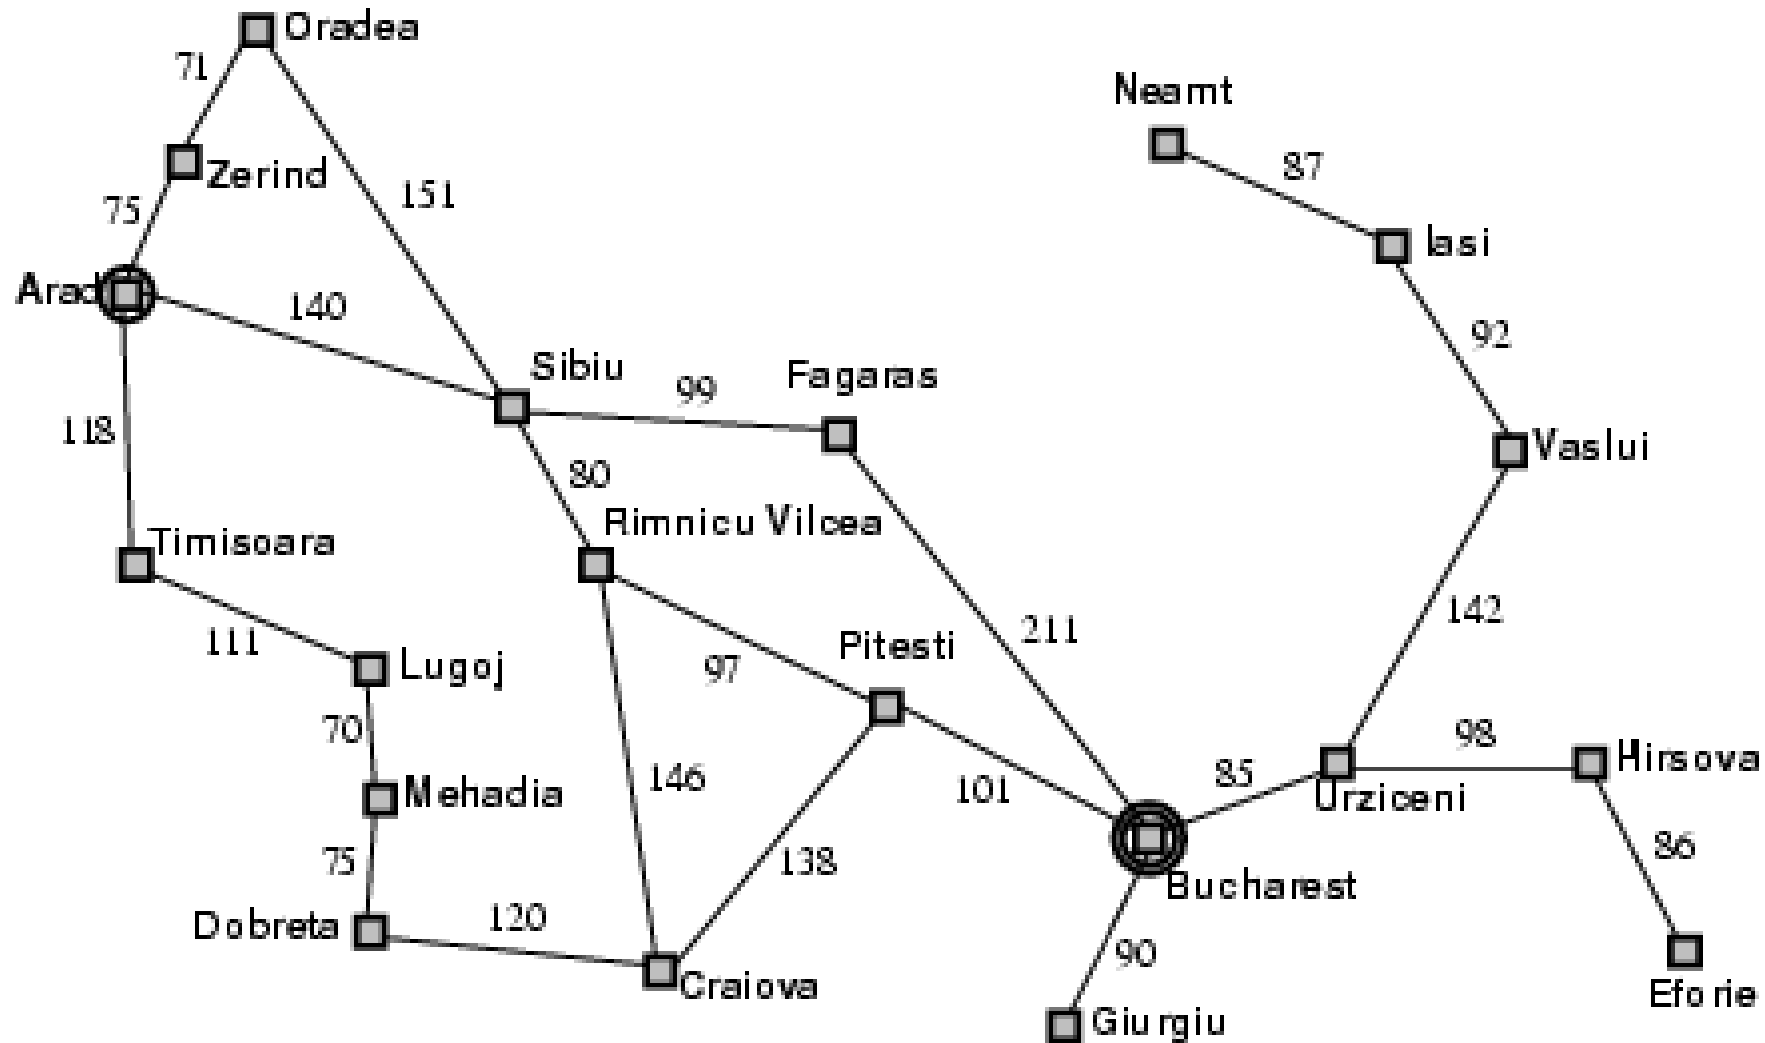 Oradea
71
Neamt
87
Zerind
151
75
Iasi
Arad
140
92
Sibiu
99
Fagaras
118
Vaslui
80
Rimnicu Vilcea
Timisoara
142
211
111
97
Pitesti
Lugoj
70
98
Hirsova
146
101
85
Urziceni
Mehadia
75
138
86
Bucharest
Dobreta
120
90
Craiova
Eforie
Giurgiu